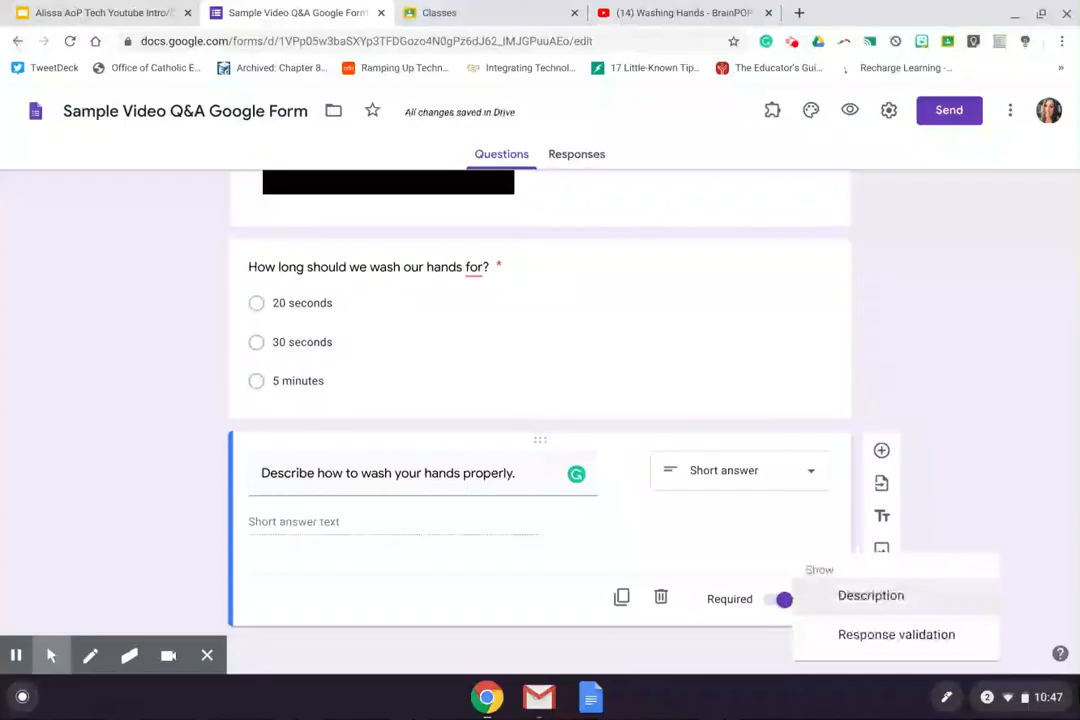 Alissa AoP Tech Youtube Intro/
Sample Video Q&A Google Form
Classes
(14) Washing Hands - BrainPOP
docs.google.com/forms/d/1VPp05w3baSXYp3TFDGozo4N0gPz6dJ62_IMJGPuuAEo/edit
TweetDeck
Office of Catholic E...
Archived: Chapter 8...
Ramping Up Techn...
Integrating Technol...
17 Little-Known Tip...
The Educator's Gui...
Recharge Learning -...
»
Sample Video Q&A Google Form
All changes saved in Drive
Send
Questions
Responses
How long should we wash our hands for? *
20 seconds
30 seconds
5 minutes
Describe how to wash your hands properly.
Short answer
Short answer text
Tт
Show
Required
Description
Response validation
2
10:47